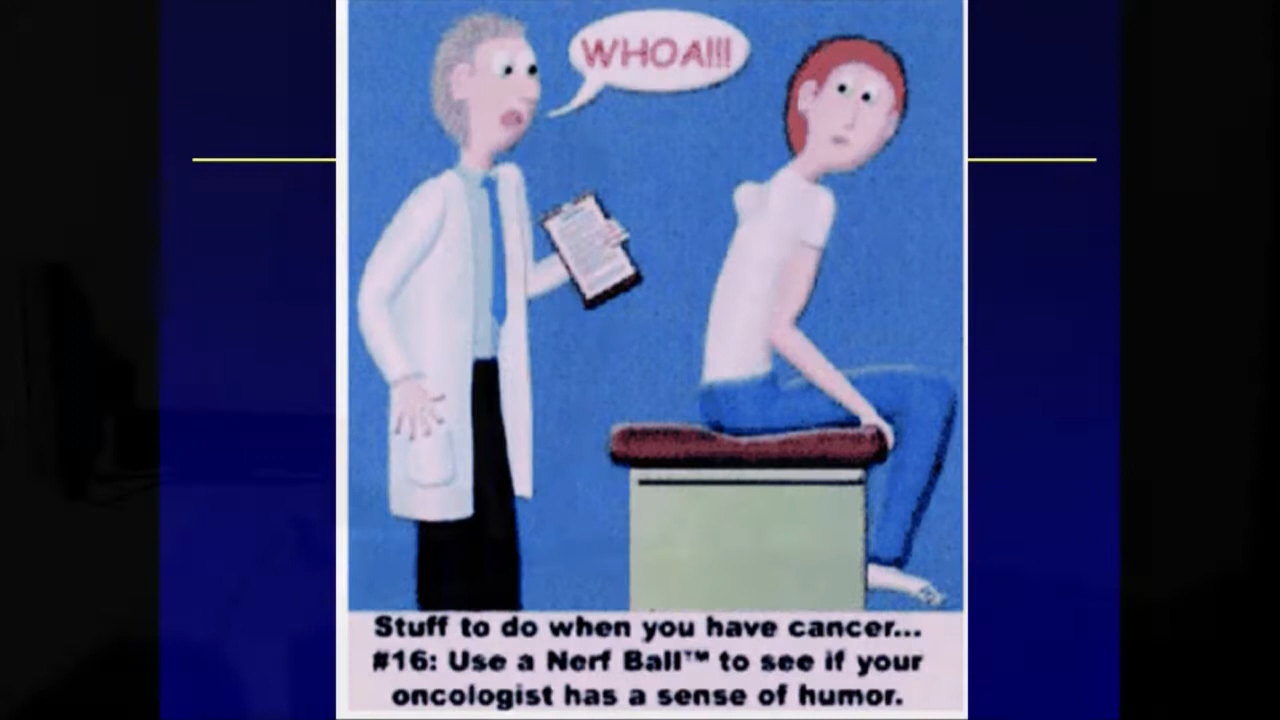 WHOA!!!
Stuff to do when you have cancer...
#16: Use a Nerf Ball™ to see if your
oncologist has a sense of humor.